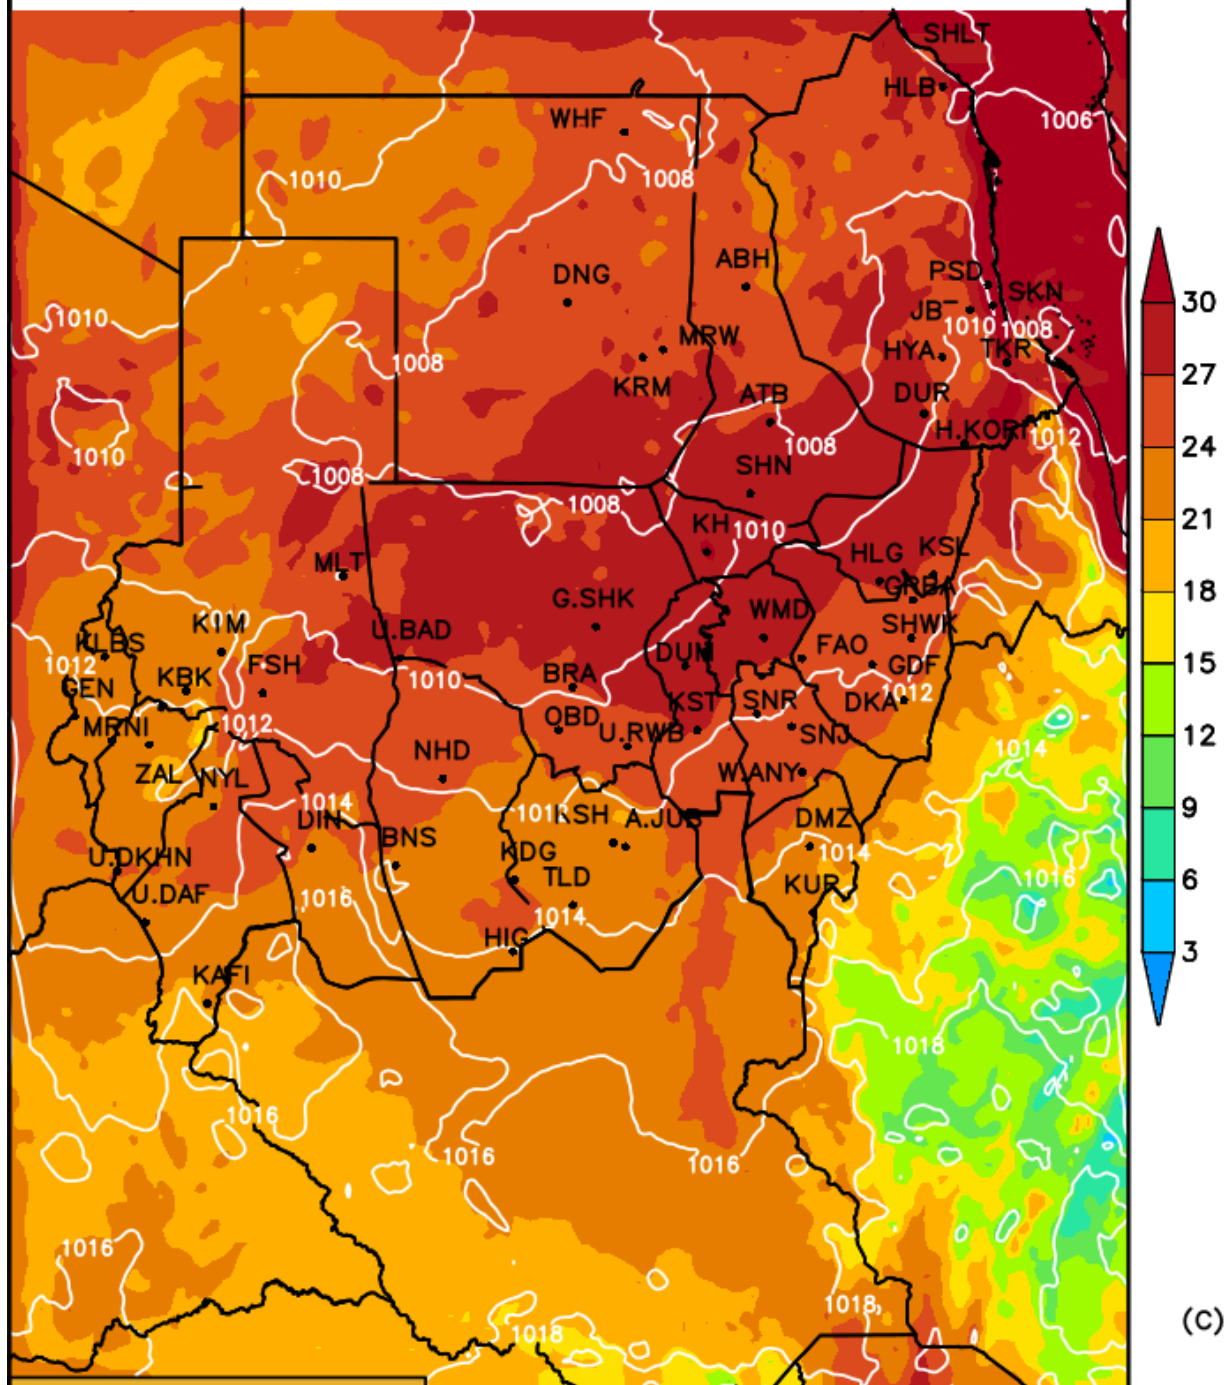 SHLT
HLB
1006
WHF
1010
1008
ABH
PSD
DNG
SKN
30
JB
1010
1010 1008
MRW
HYA
TKR
1008
27
KRM
ATB
DUR
H.KORI
1012
1008
24
1010
SHN
1008
1008
KH
1010
21
HLG
KSL
MLT
GRBA
18
G.SHK
WMD
KTM
U.BAD
SHWK
KLBS
FAO
15
1012
FSH
DUM
GDF
KBK
BRA
1010
GEN
KST
SNR
DKA
1012
MRNI
1012
OBD
U.RWB
SNJ
12
NHD
1014
ZAL
NYL
W.ANY
1014
9
DIN
RSH
A.JUB
DMZ
BNS
KDG
1014
U.DKHN
TLD
KUR
1016
6
U.DAF
1016
1014
HIG
3
KAFI
1018
1016
1016
1016
1016
1018
1018
(C)